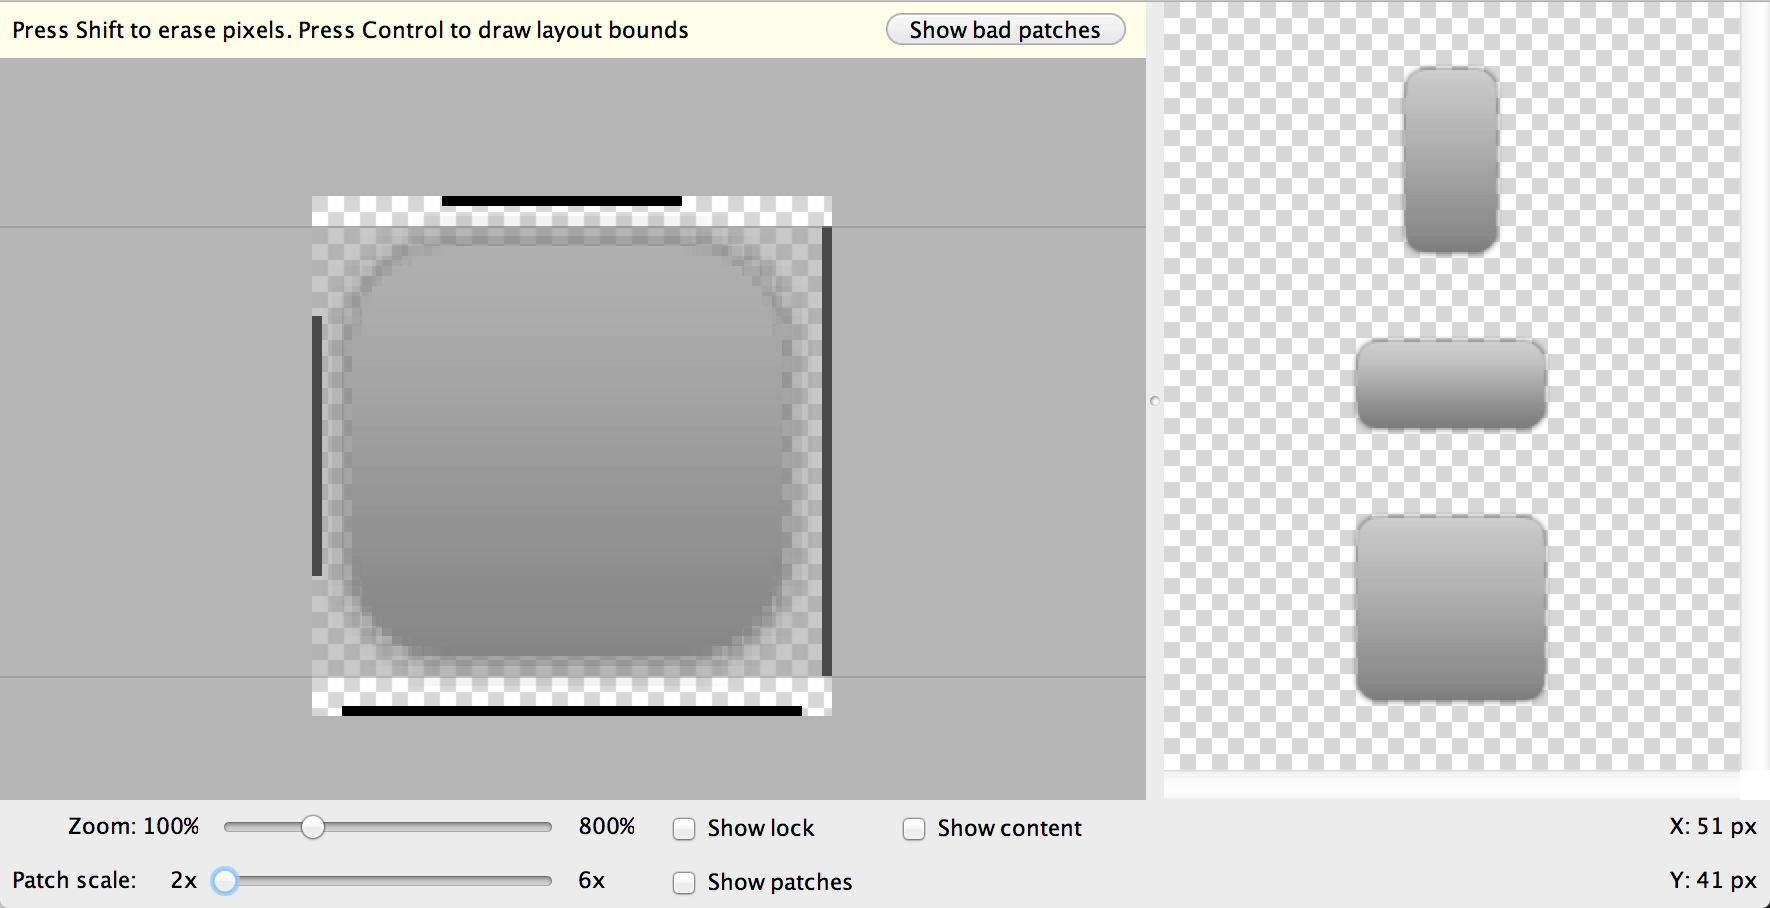 Press Shift to erase pixels. Press Control to draw layout bounds
Show bad patches
Zoom: 100% 800% Show lock Show content X: 51 px
Patch scale: 2x 6x Show patches Y: 41 px